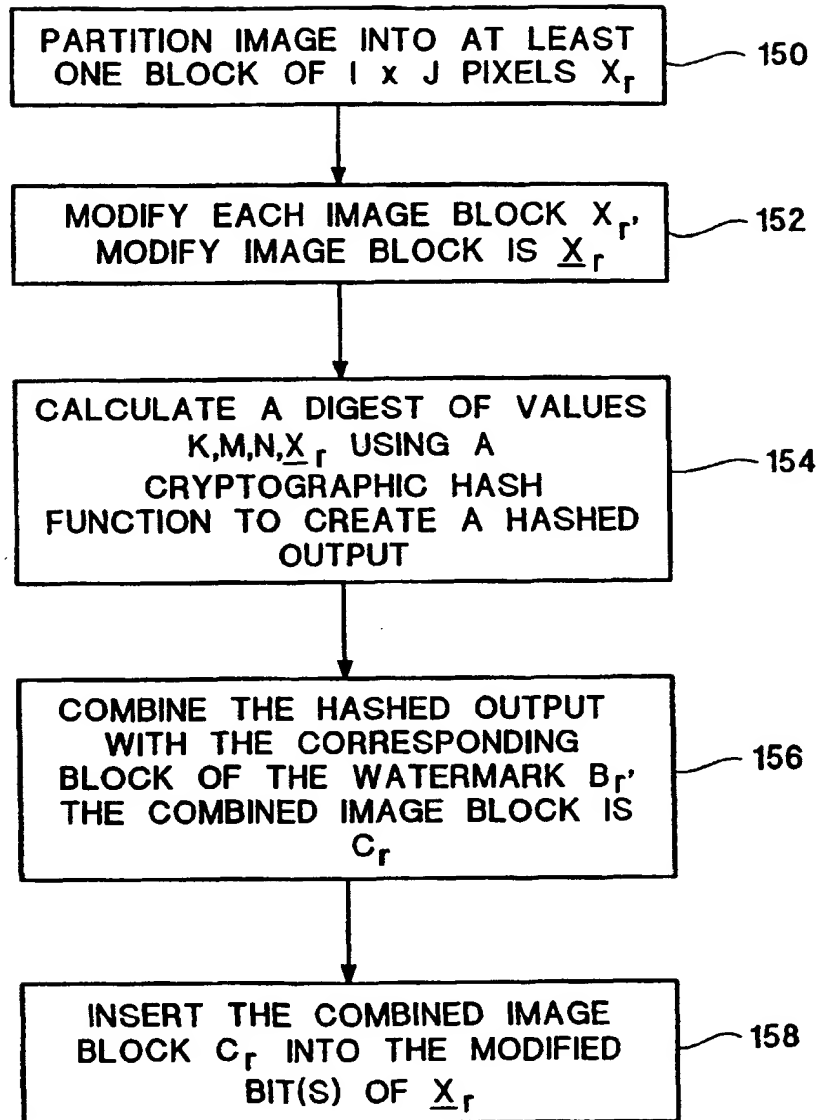 PARTITION IMAGE INTO AT LEAST
ONE BLOCK OF I x J PIXELS Xr
150
MODIFY EACH IMAGE BLOCK Xr,
MODIFY IMAGE BLOCK IS Xr
152
CALCULATE A DIGEST OF VALUES
K,M,N,Xr USING A
CRYPTOGRAPHIC HASH
FUNCTION TO CREATE A HASHED
OUTPUT
154
COMBINE THE HASHED OUTPUT
WITH THE CORRESPONDING
BLOCK OF THE WATERMARK Br,
THE COMBINED IMAGE BLOCK IS
Cr
156
INSERT THE COMBINED IMAGE
BLOCK Cr INTO THE MODIFIED
BIT(S) OF Xr
158